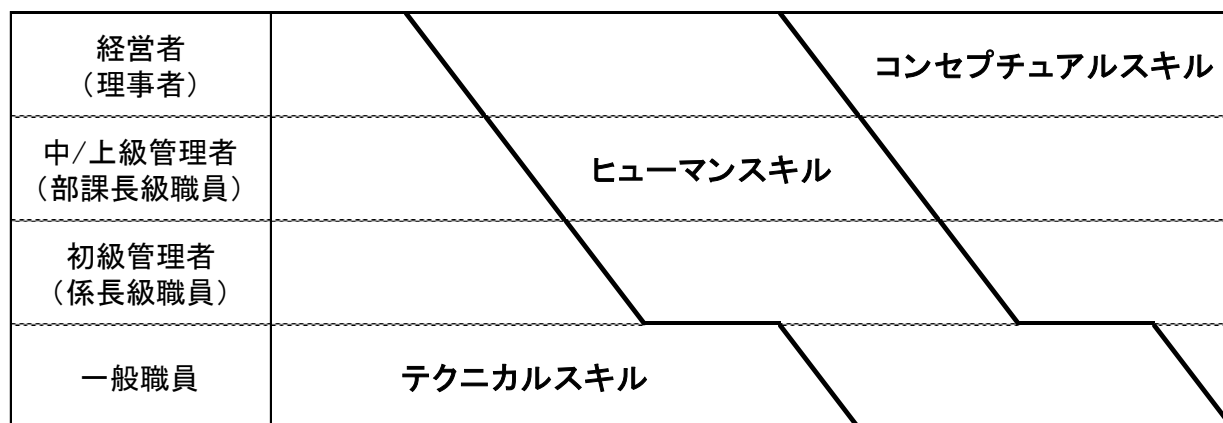 経営者
（理事者）
コンセプチュアルスキル
中/上級管理者
（部課長級職員）
ヒューマンスキル
初級管理者
（係長級職員）
一般職員
テクニカルスキル